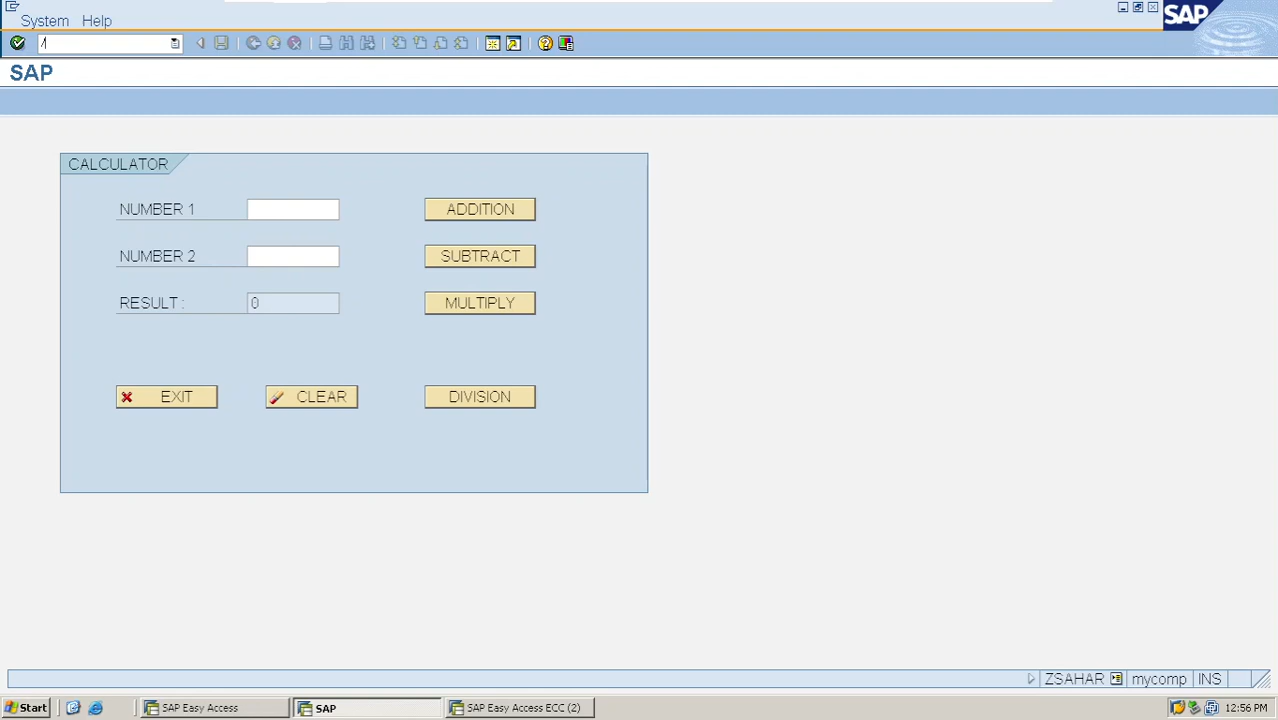 System Help
SAP
/
SAP
CALCULATOR
NUMBER 1 ADDITION
NUMBER 2 SUBTRACT
RESULT : 0 MULTIPLY
EXIT CLEAR DIVISION
ZSAHAR mycomp INS
Start SAP Easy Access SAP SAP Easy Access ECC (2) 12:56 PM